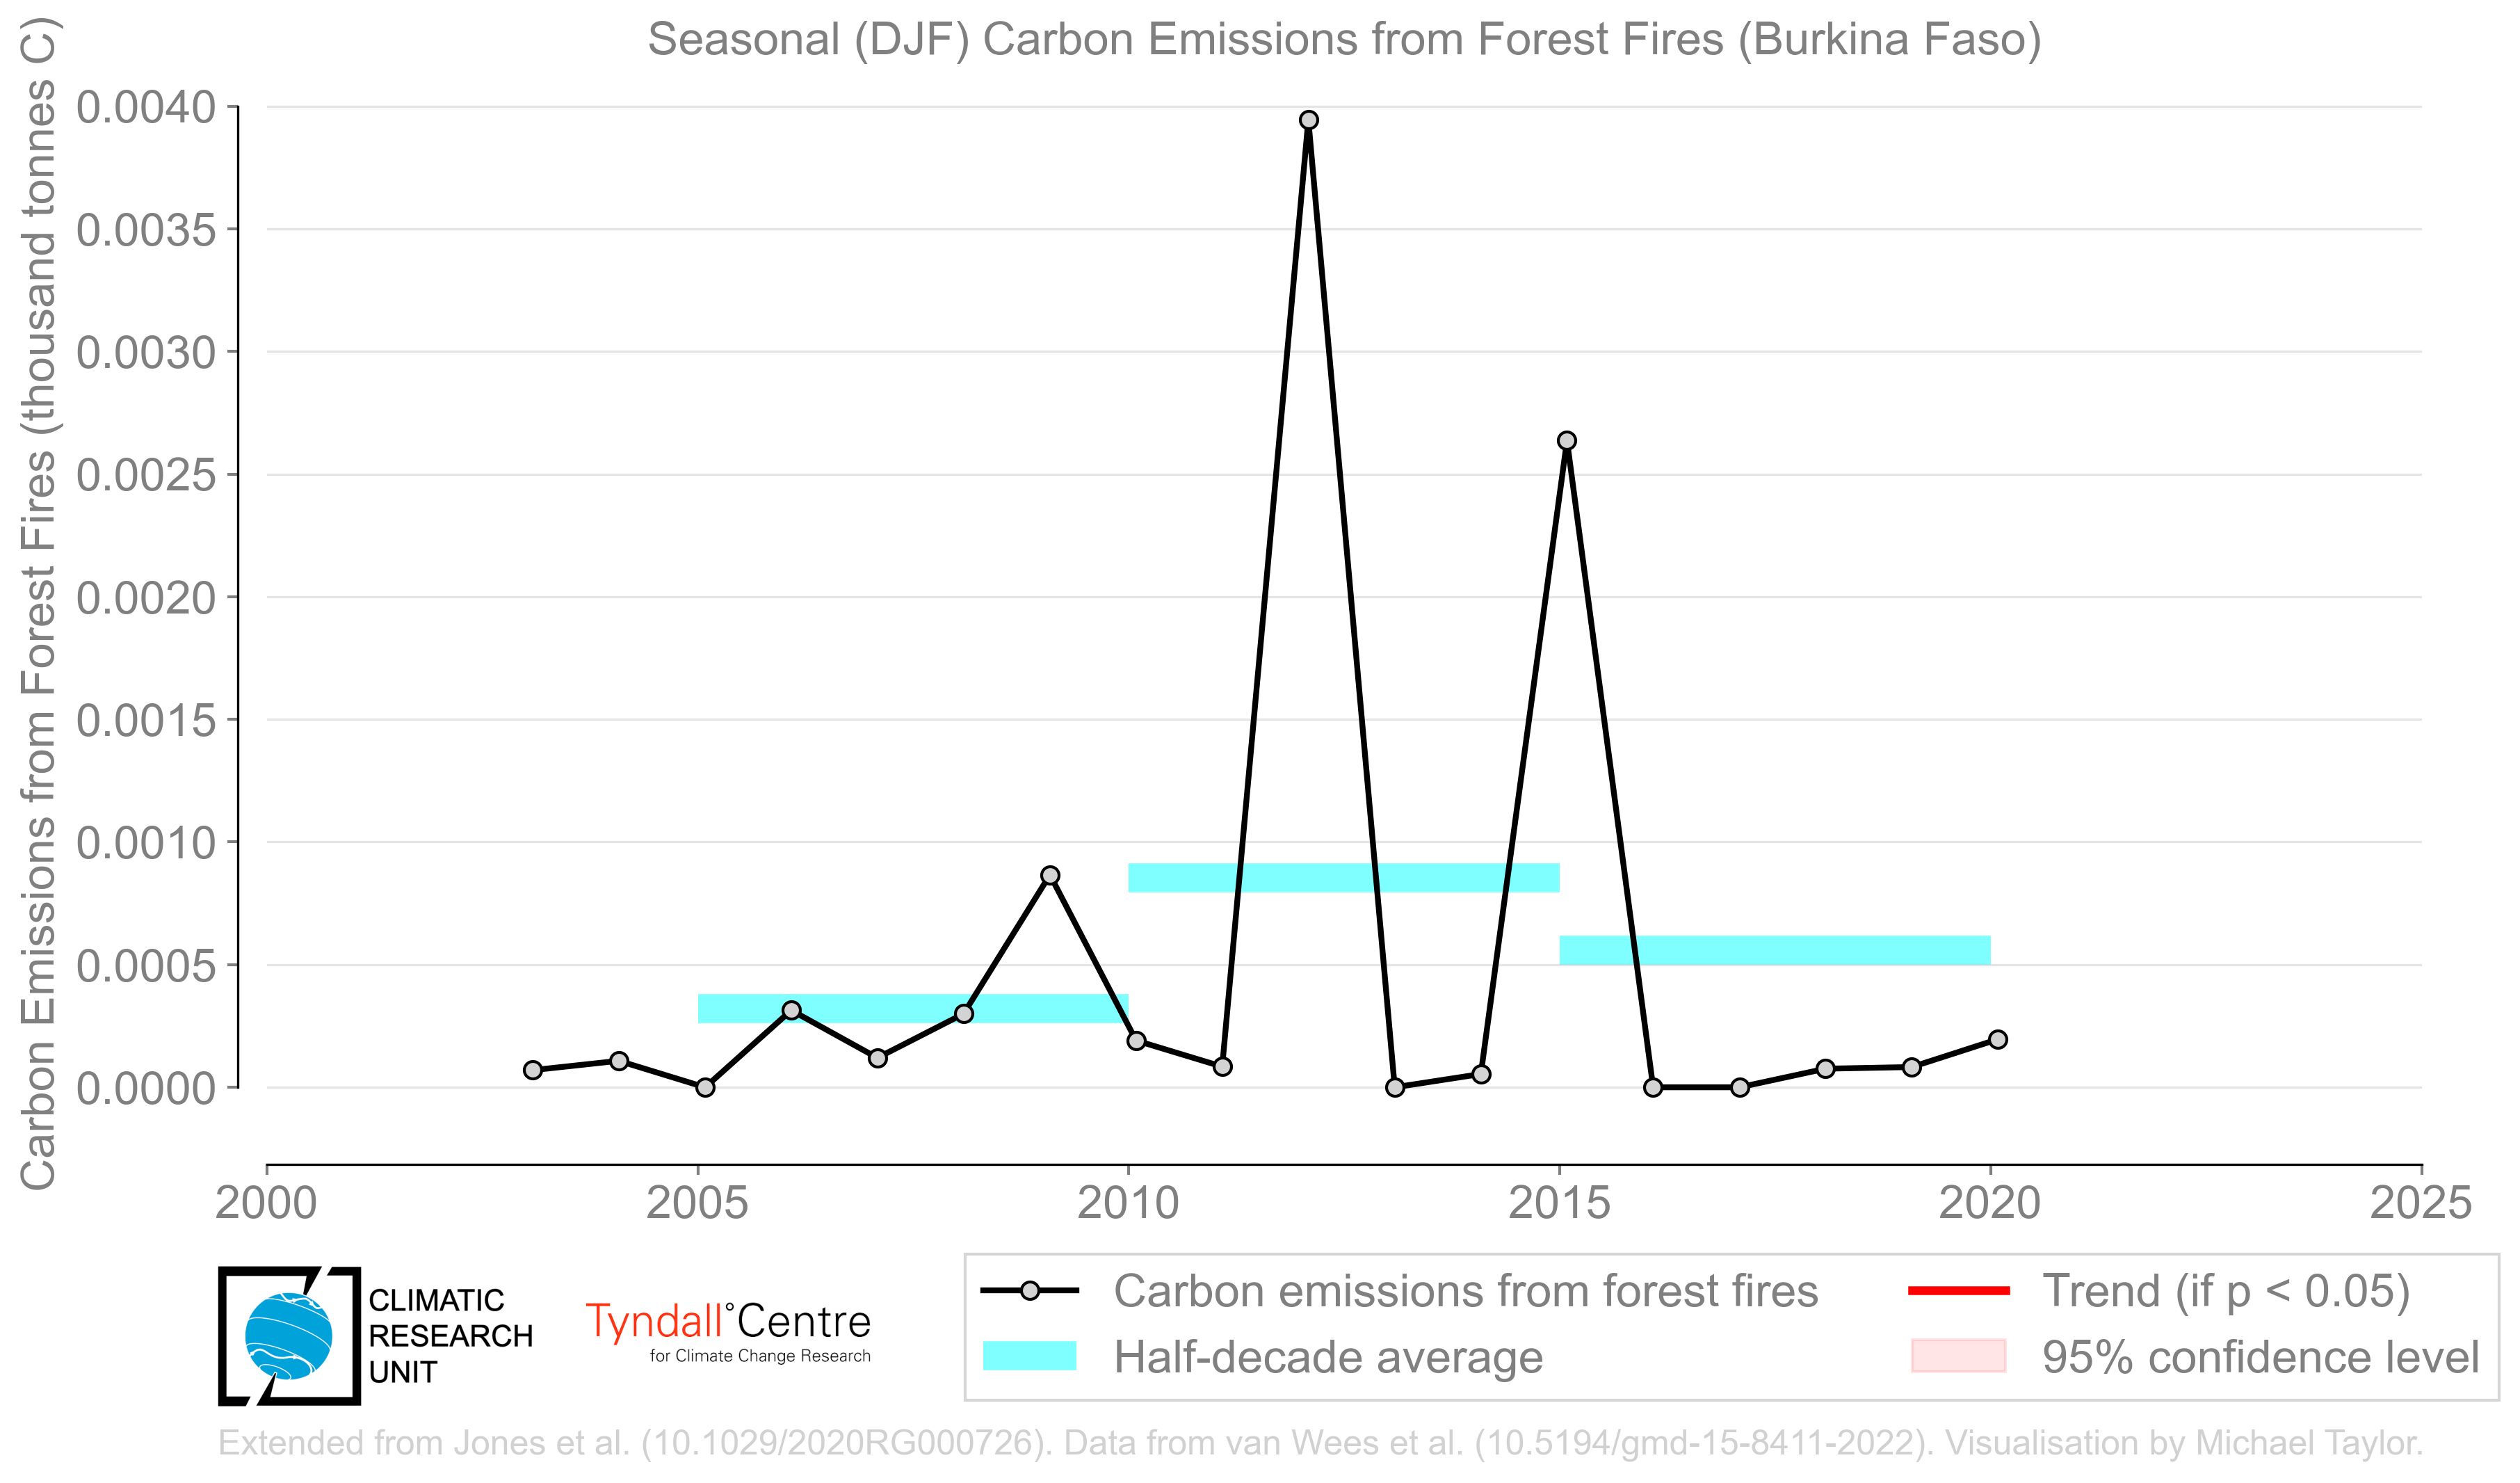 Seasonal (DJF) Carbon Emissions from Forest Fires (Burkina Faso)
Carbon Emissions from Forest Fires (thousand tonnes C)
0.0040
0.0035
0.0030
0.0025
0.0020
0.0015
0.0010
0.0005
0.0000
2000 2005 2010 2015 2020 2025
CLIMATIC
RESEARCH
UNIT
Tyndall°Centre
for Climate Change Research
Carbon emissions from forest fires
Half-decade average
Trend (if p < 0.05)
95% confidence level
Extended from Jones et al. (10.1029/2020RG000726). Data from van Wees et al. (10.5194/gmd-15-8411-2022). Visualisation by Michael Taylor.